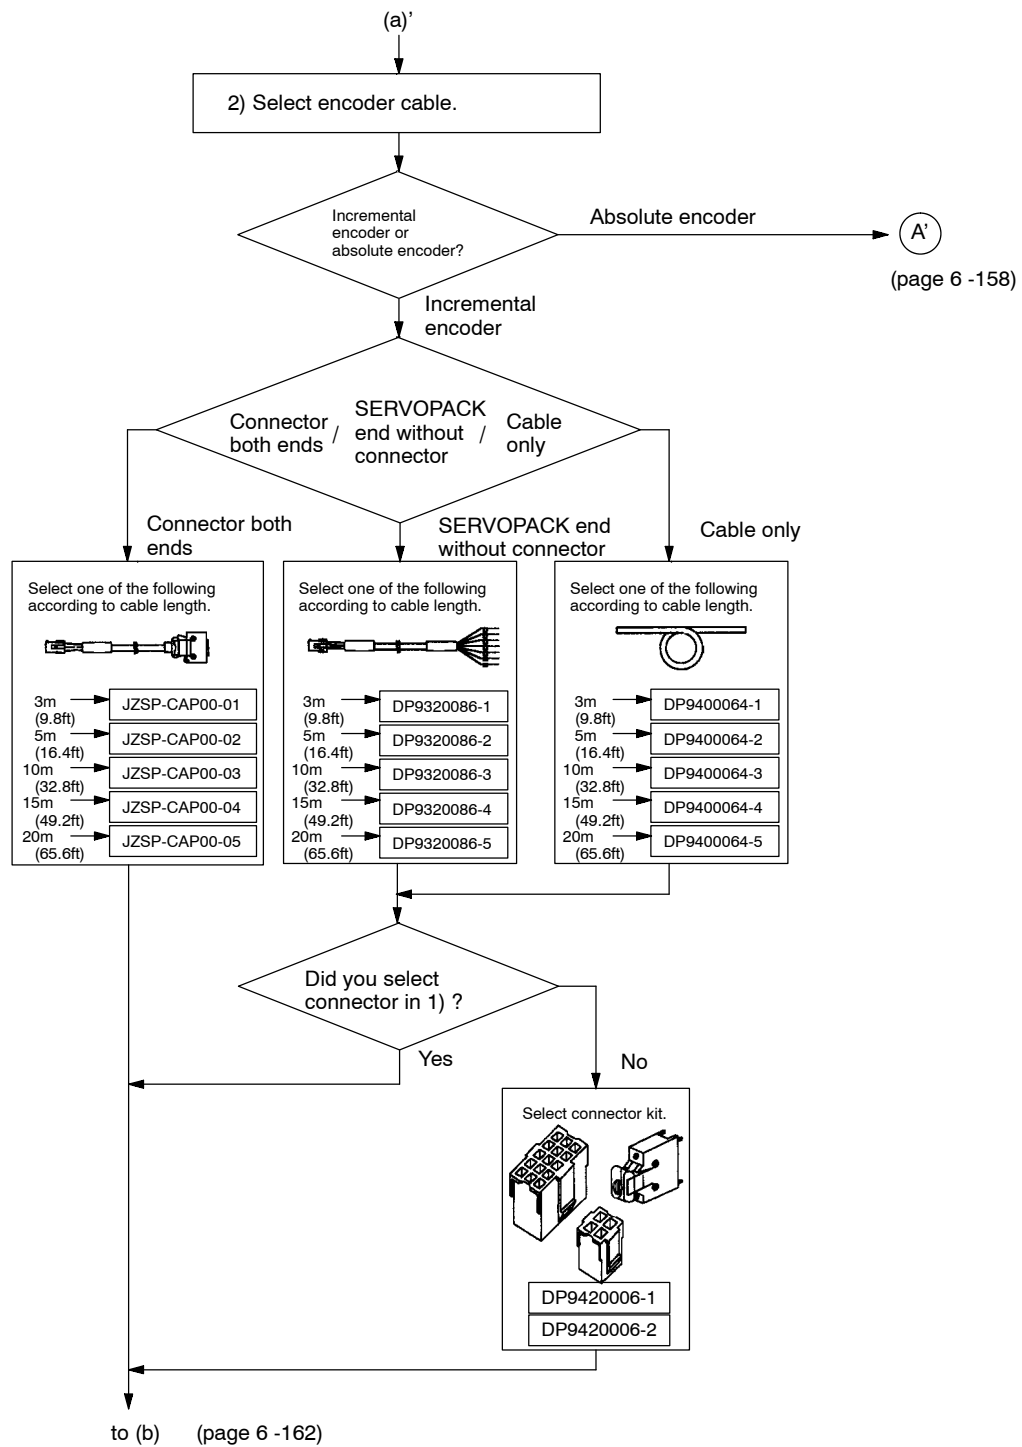 (a)’
2) Select encoder cable.
Incremental
encoder or
absolute encoder?
Absolute encoder
A’
(page 6 -158)
Incremental
encoder
Connector
both ends
/
SERVOPACK
end without
connector
/
Cable
only
Connector both
ends
SERVOPACK end
without connector
Cable only
Select one of the following
according to cable length.
3m
(9.8ft)
JZSP-CAP00-01
5m
(16.4ft)
JZSP-CAP00-02
10m
(32.8ft)
JZSP-CAP00-03
15m
(49.2ft)
JZSP-CAP00-04
20m
(65.6ft)
JZSP-CAP00-05
Select one of the following
according to cable length.
3m
(9.8ft)
DP9320086-1
5m
(16.4ft)
DP9320086-2
10m
(32.8ft)
DP9320086-3
15m
(49.2ft)
DP9320086-4
20m
(65.6ft)
DP9320086-5
Select one of the following
according to cable length.
3m
(9.8ft)
DP9400064-1
5m
(16.4ft)
DP9400064-2
10m
(32.8ft)
DP9400064-3
15m
(49.2ft)
DP9400064-4
20m
(65.6ft)
DP9400064-5
Did you select
connector in 1) ?
Yes
No
Select connector kit.
DP9420006-1
DP9420006-2
to (b) (page 6 -162)